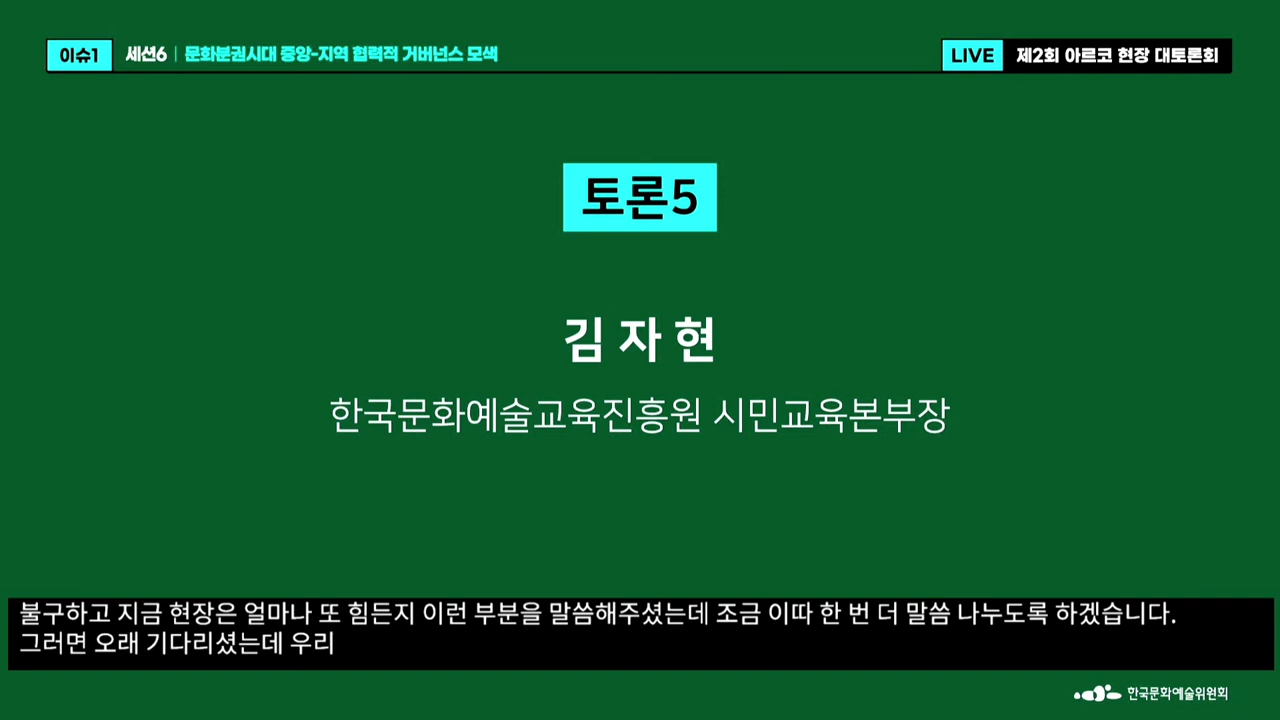 이슈1 세션6 | 문화분권시대 중앙-지역 협력적 거버넌스 모색
LIVE 제2회 아르코 현장 대토론회
토론5
김 자 현
한국문화예술교육진흥원 시민교육본부장
불구하고 지금 현장은 얼마나 또 힘든지 이런 부분을 말씀해주셨는데 조금 이따 한 번 더 말씀 나누도록 하겠습니다.
그러면 오래 기다리셨는데 우리
한국문화예술위원회